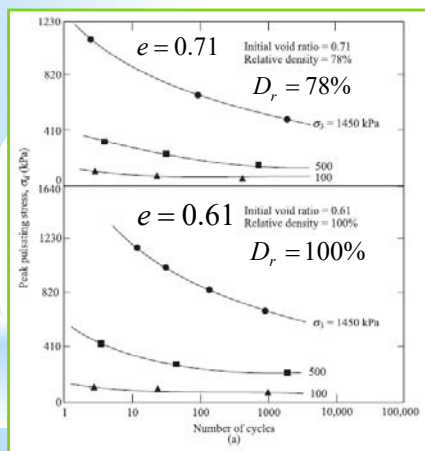 1230
e = 0.71
Initial void ratio = 0.71
Relative density = 78%
820
D_r = 78%
σ₃ = 1450 kPa
410
500
100
0
Peak pulsating stress, σ_d (kPa)
1640
e = 0.61
Initial void ratio = 0.61
Relative density = 100%
1230
D_r = 100%
820
σ₃ = 1450 kPa
410
500
100
0
1 10 100 1000 10,000 100,000
Number of cycles
(a)